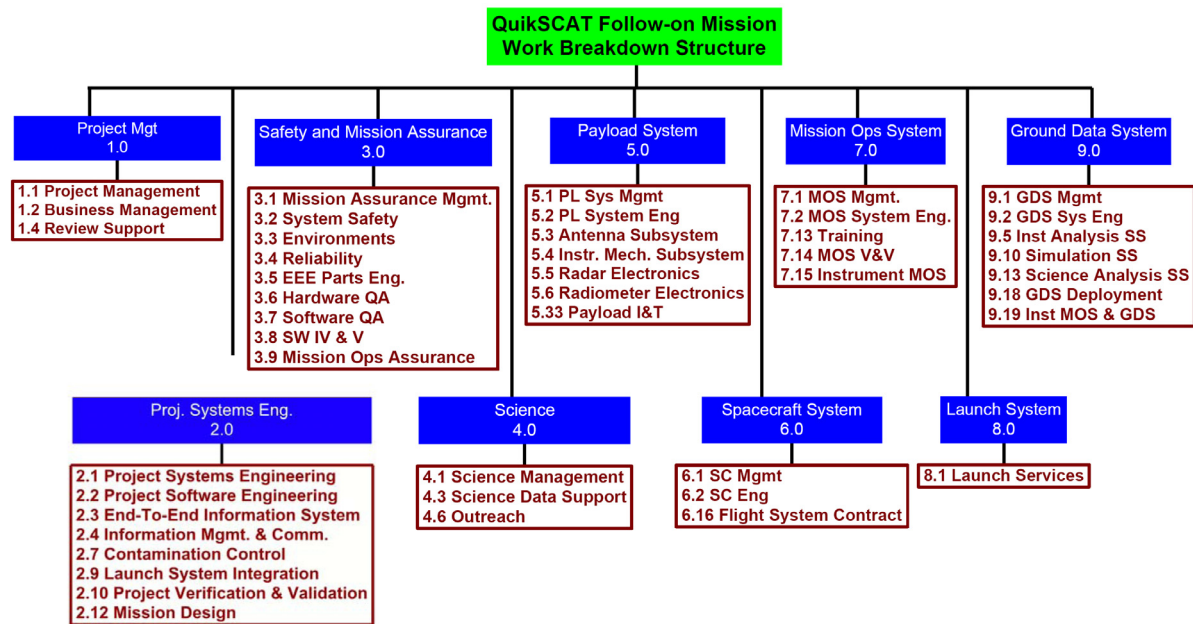 QuikSCAT Follow-on Mission
Work Breakdown Structure
Project Mgt
1.0
1.1 Project Management
1.2 Business Management
1.4 Review Support
Safety and Mission Assurance
3.0
3.1 Mission Assurance Mgmt.
3.2 System Safety
3.3 Environments
3.4 Reliability
3.5 EEE Parts Eng.
3.6 Hardware QA
3.7 Software QA
3.8 SW IV & V
3.9 Mission Ops Assurance
Payload System
5.0
5.1 PL Sys Mgmt
5.2 PL System Eng
5.3 Antenna Subsystem
5.4 Instr. Mech. Subsystem
5.5 Radar Electronics
5.6 Radiometer Electronics
5.33 Payload I&T
Mission Ops System
7.0
7.1 MOS Mgmt.
7.2 MOS System Eng.
7.13 Training
7.14 MOS V&V
7.15 Instrument MOS
Ground Data System
9.0
9.1 GDS Mgmt
9.2 GDS Sys Eng
9.5 Inst Analysis SS
9.10 Simulation SS
9.13 Science Analysis SS
9.18 GDS Deployment
9.19 Inst MOS & GDS
Proj. Systems Eng.
2.0
2.1 Project Systems Engineering
2.2 Project Software Engineering
2.3 End-To-End Information System
2.4 Information Mgmt. & Comm.
2.7 Contamination Control
2.9 Launch System Integration
2.10 Project Verification & Validation
2.12 Mission Design
Science
4.0
4.1 Science Management
4.3 Science Data Support
4.6 Outreach
Spacecraft System
6.0
6.1 SC Mgmt
6.2 SC Eng
6.16 Flight System Contract
Launch System
8.0
8.1 Launch Services